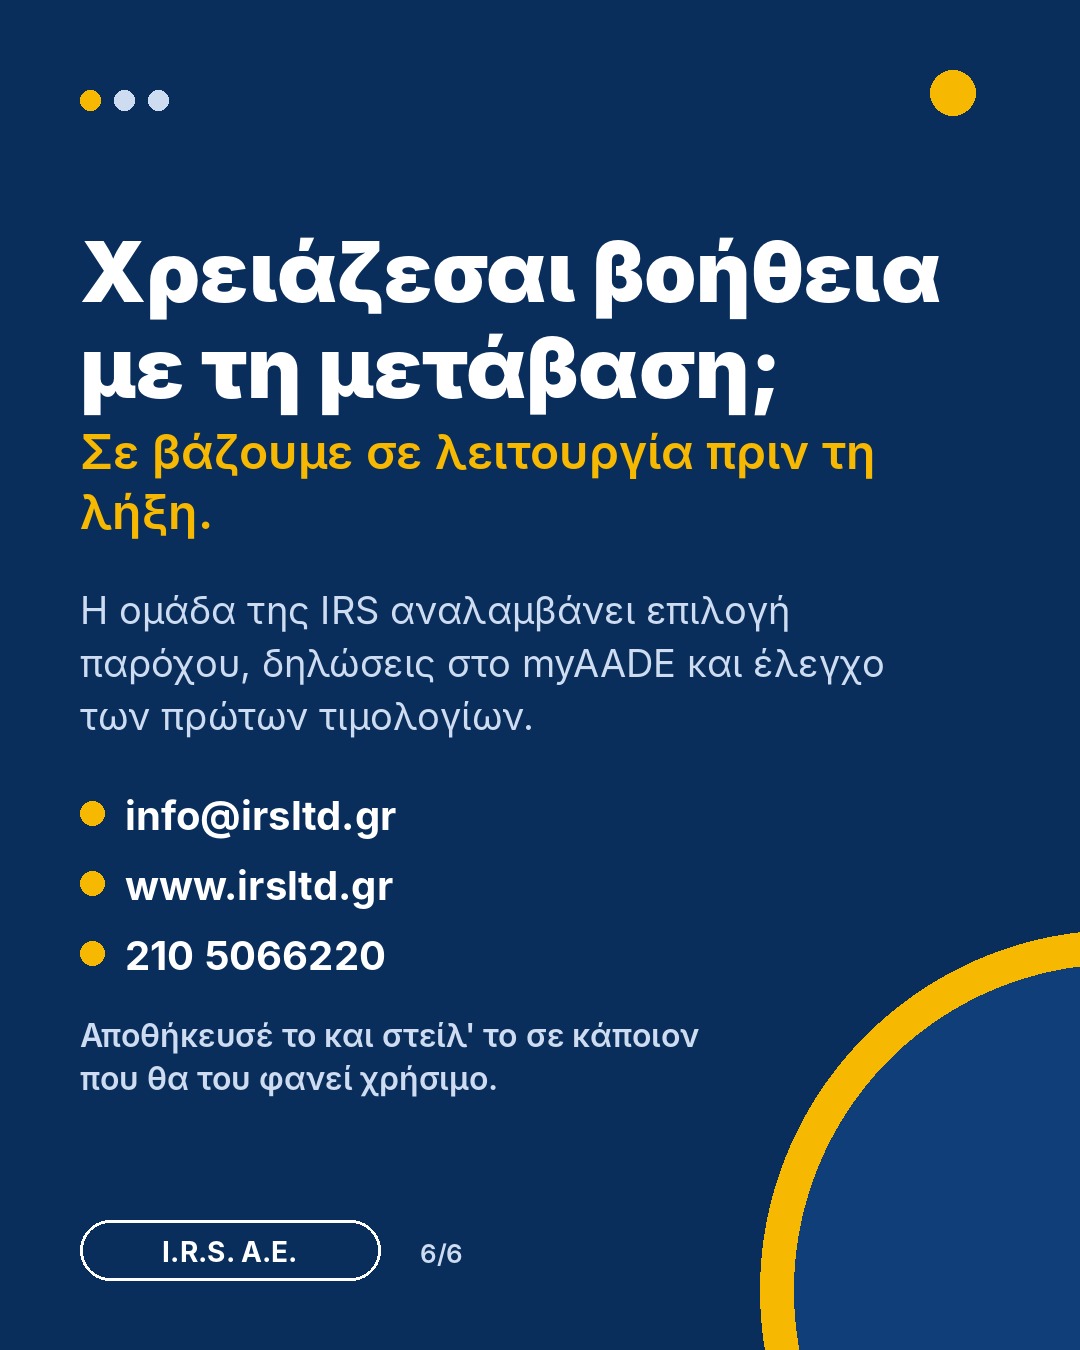 Χρειάζεσαι βοήθεια
με τη μετάβαση;
Σε βάζουμε σε λειτουργία πριν τη
λήξη.
Η ομάδα της IRS αναλαμβάνει επιλογή
παρόχου, δηλώσεις στο myAADE και έλεγχο
των πρώτων τιμολογίων.
info@irsltd.gr
www.irsltd.gr
210 5066220
Αποθήκευσέ το και στείλ' το σε κάποιον
που θα του φανεί χρήσιμο.
I.R.S. A.E.
6/6